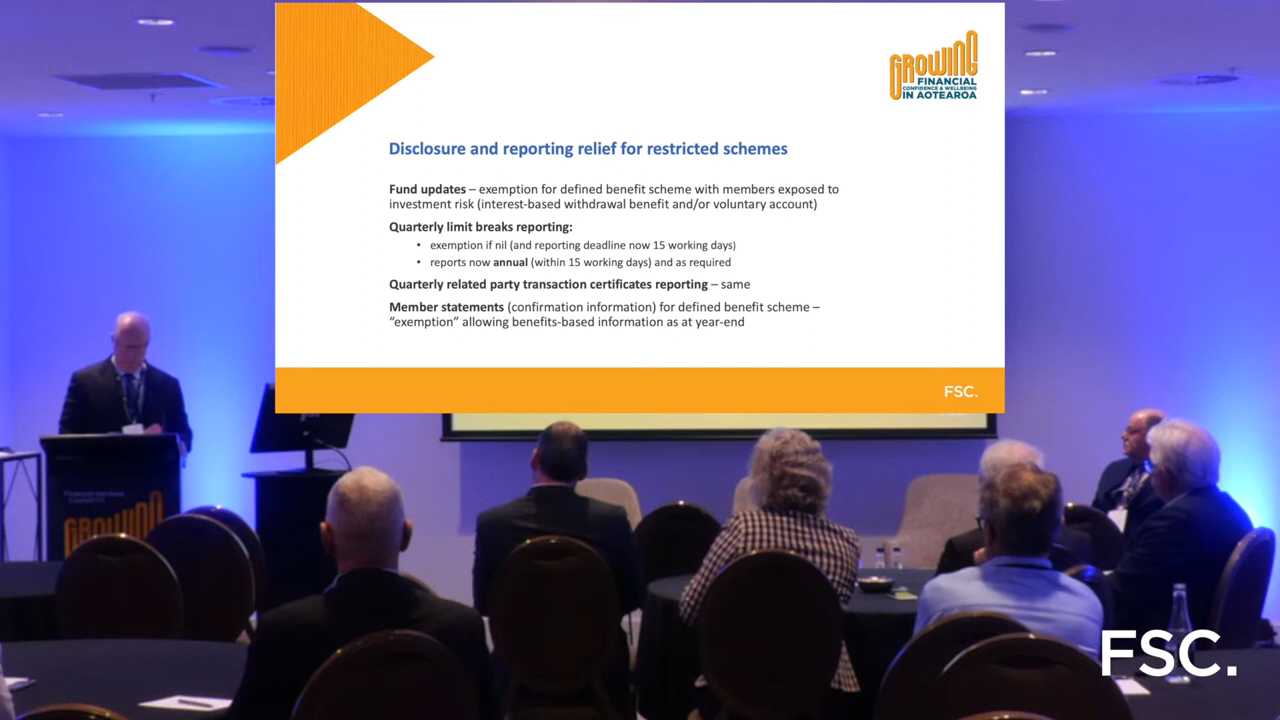 GROWING
FINANCIAL
CONFIDENCE & WELLBEING
IN AOTEAROA
Disclosure and reporting relief for restricted schemes
Fund updates – exemption for defined benefit scheme with members exposed to
investment risk (interest-based withdrawal benefit and/or voluntary account)
Quarterly limit breaks reporting:
• exemption if nil (and reporting deadline now 15 working days)
• reports now annual (within 15 working days) and as required
Quarterly related party transaction certificates reporting – same
Member statements (confirmation information) for defined benefit scheme –
“exemption” allowing benefits-based information as at year-end
FSC.
Financial Services
Council
GROWING
FSC.